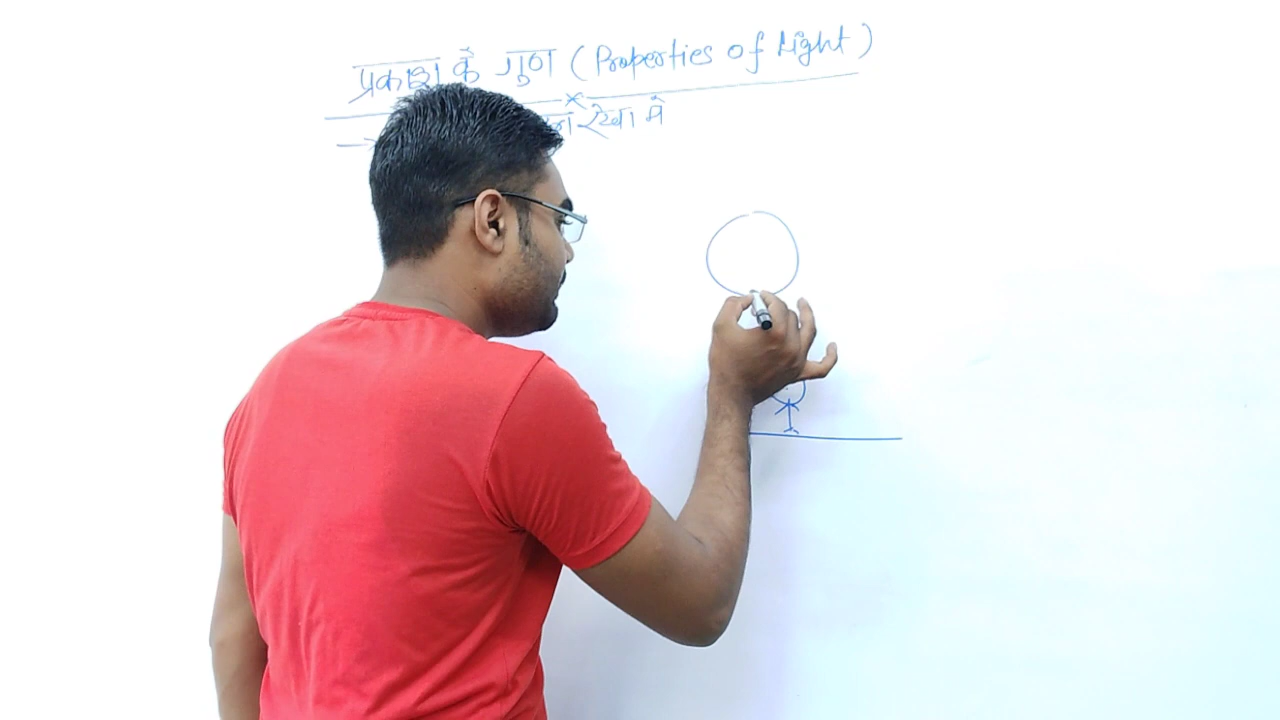 प्रकाश के गुण (Properties of Light)
रेखा में